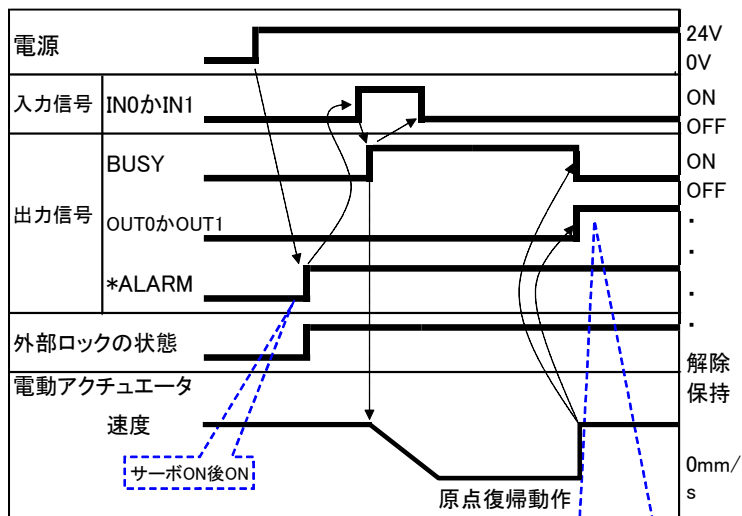 電源
24V
0V
入力信号
IN0かIN1
ON
OFF
出力信号
BUSY
ON
OFF
OUT0かOUT1
・
・
*ALARM
・
・
外部ロックの状態
解除
保持
電動アクチュエータ
速度
サーボON後ON
原点復帰動作
0mm/
s